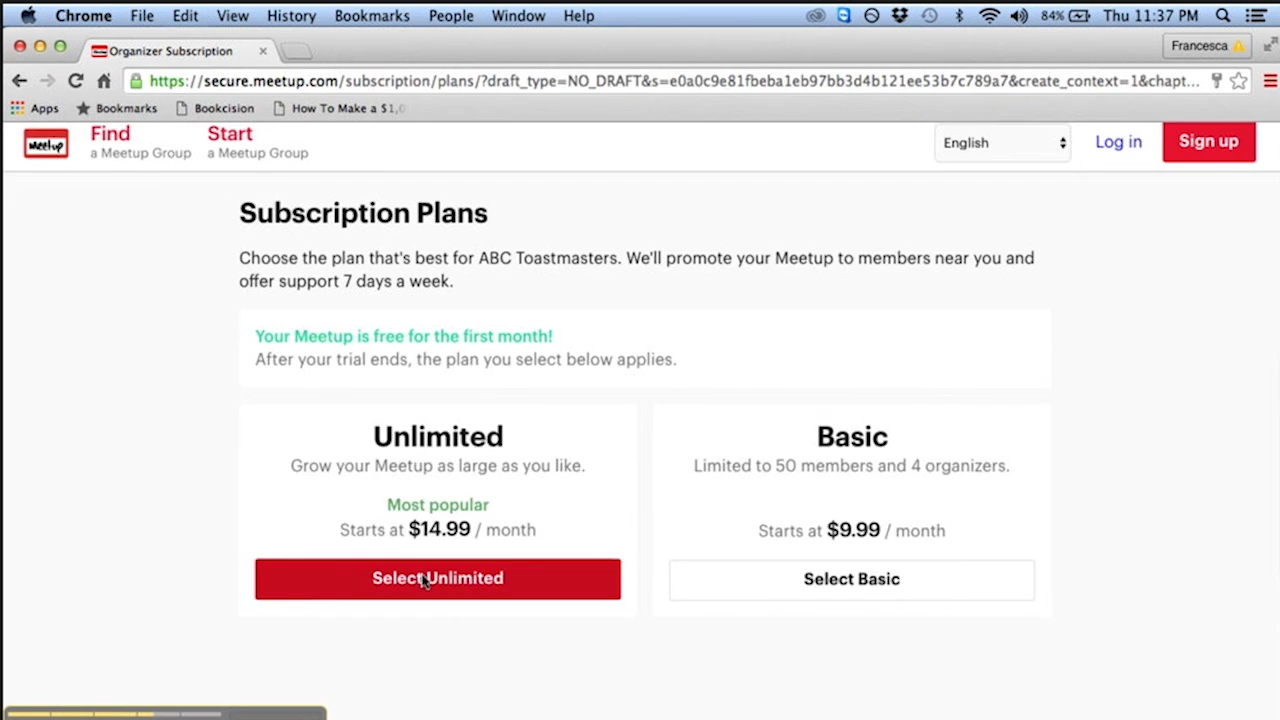 Chrome File Edit View History Bookmarks People Window Help 84% Thu 11:37 PM
Organizer Subscription Francesca
https://secure.meetup.com/subscription/plans/?draft_type=NO_DRAFT&s=e0a0c9e81fbeba1eb97bb3d4b121ee53b7c789a7&create_context=1&chapt...
Apps Bookmarks Bookcision How To Make a $1,0
Meetup Find Start English Log in Sign up
a Meetup Group a Meetup Group
Subscription Plans
Choose the plan that's best for ABC Toastmasters. We'll promote your Meetup to members near you and
offer support 7 days a week.
Your Meetup is free for the first month!
After your trial ends, the plan you select below applies.
Unlimited
Grow your Meetup as large as you like.
Most popular
Starts at $14.99 / month
Select Unlimited
Basic
Limited to 50 members and 4 organizers.
Starts at $9.99 / month
Select Basic